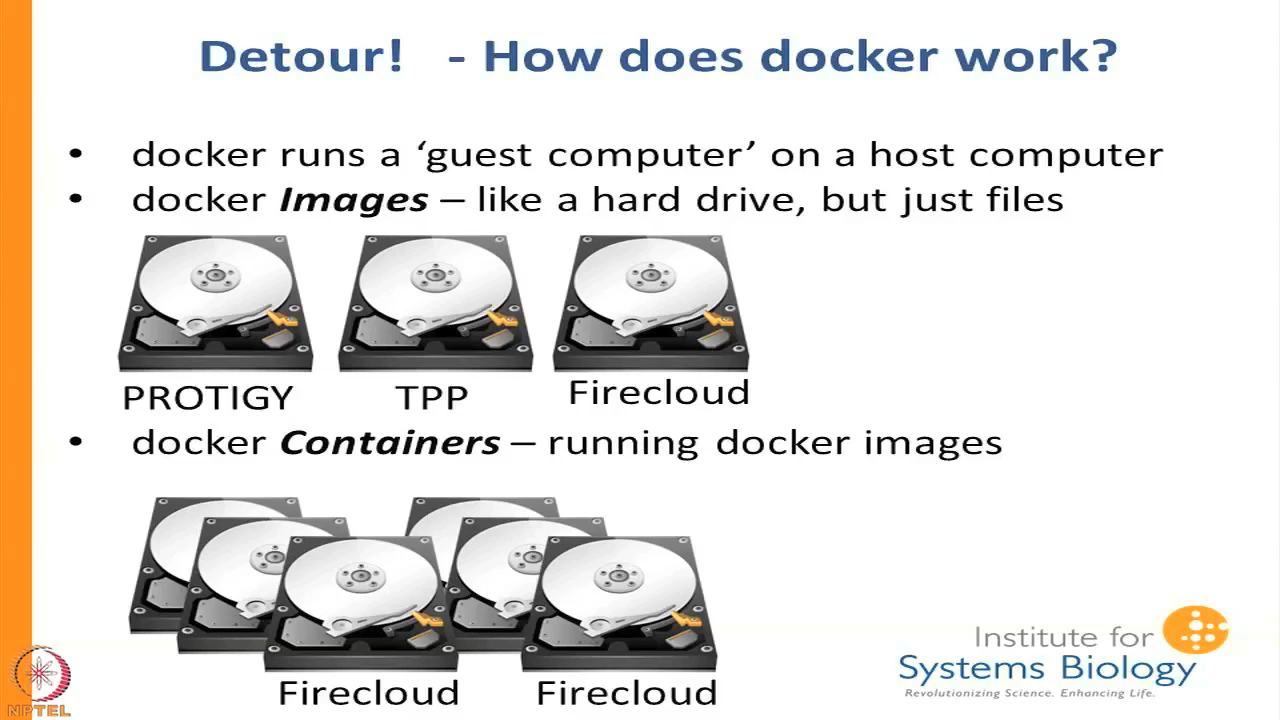 Detour! - How does docker work?
• docker runs a ‘guest computer’ on a host computer
• docker Images – like a hard drive, but just files
PROTIGY TPP Firecloud
• docker Containers – running docker images
Firecloud Firecloud
Institute for
Systems Biology
Revolutionizing Science. Enhancing Life.
NPTEL